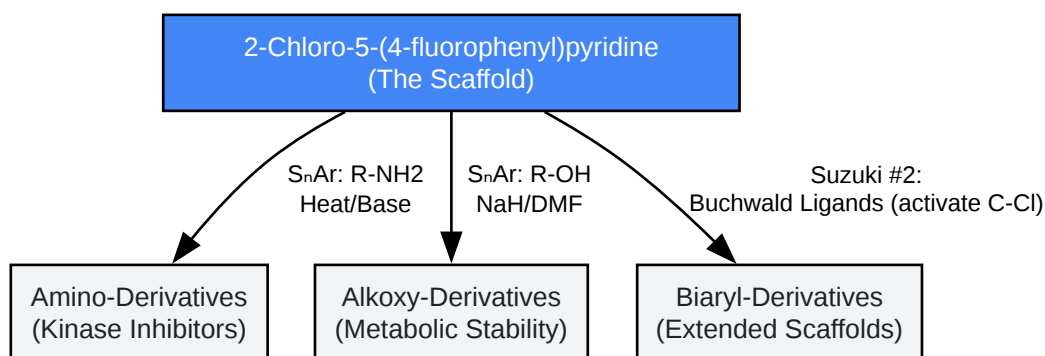 2-Chloro-5-(4-fluorophenyl)pyridine
(The Scaffold)
SₙAr: R-NH2
Heat/Base
SₙAr: R-OH
NaH/DMF
Suzuki #2:
Buchwald Ligands (activate C-Cl)
Amino-Derivatives
(Kinase Inhibitors)
Alkoxy-Derivatives
(Metabolic Stability)
Biaryl-Derivatives
(Extended Scaffolds)